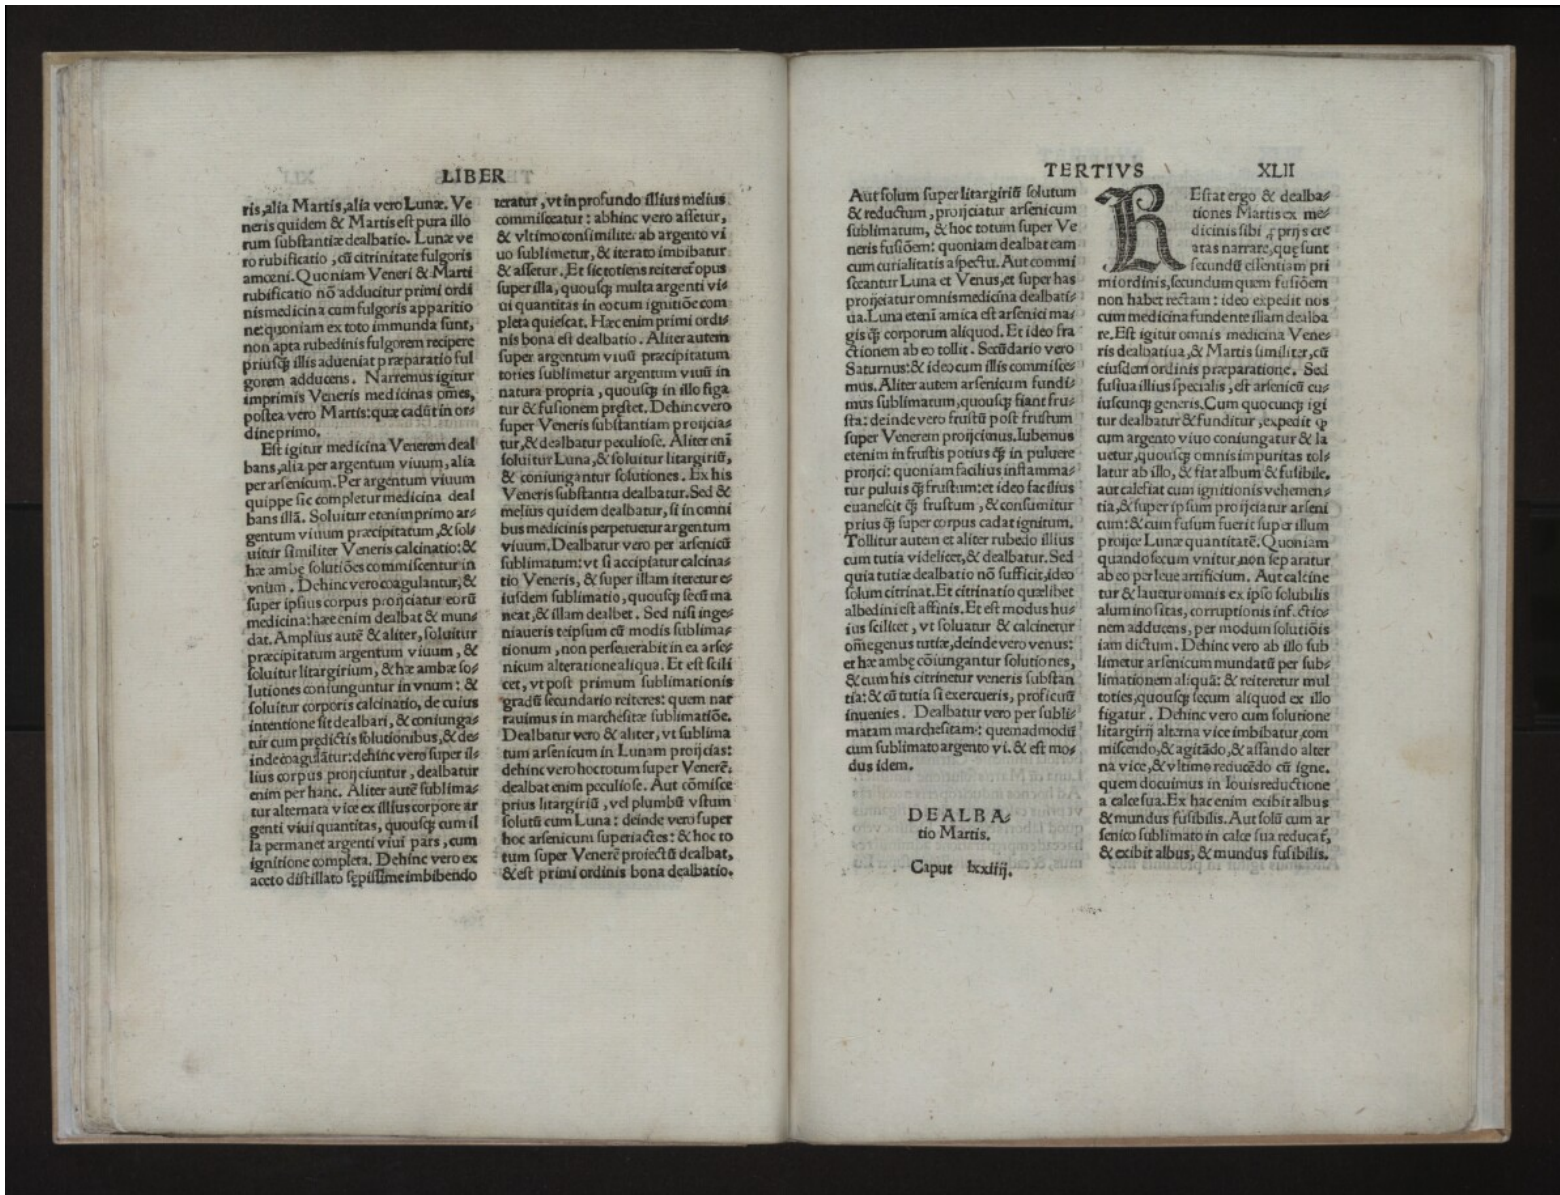 LIBER
ris,alia Martis,alia vero Lunæ. Ve
neris quidem & Martis est pura illo
rum substantiæ dealbatio. Lunæ ve
ro rubificatio, cū citrinitate fulgoris
amœni. Quoniam Veneri & Marti
rubificatio nō adducitur primi ordi
nis medicina cum fulgoris apparitio
ne: quoniam ex toto immunda sunt,
non apta rubedinis fulgorem recipere
priusq̃ illis adueniat præparatio ful
gorem adducens. Narremus igitur
imprimis Veneris medicinas omēs,
postea vero Martis: quæ cadūt in or-
dine primo.
Est igitur medicina Venerem deal
bans, alia per argentum viuum, alia
per arsenicum. Per argentum viuum
quippe sic completur medicina deal
bans illā. Soluitur etenim primo ar-
gentum viuum præcipitatum, & sol-
uitur similiter Veneris calcinatio: &
hæ ambę solutiões commiscentur in
vnum. Dehinc vero coagulantur, &
super ipsius corpus proijciatur eorū
medicina: hæ enim dealbat & mun-
dat. Amplius autē & aliter, soluitur
præcipitatum argentum viuum, &
soluitur litargirium, & hæ ambæ so-
lutiones coniunguntur in vnum: &
soluitur corporis calcinatio, de cuius
intentione sit dealbari, & coniunga-
tur cum prędictis solutionibus, & de-
inde coagulātur: dehinc vero super il-
lius corpus proijciuntur, dealbatur
enim per hanc. Aliter autē sublima-
tur alternata vice ex illius corpore ar
genti viui quantitas, quousq; cum il
la permanet argenti viui pars, cum
ignitione completa. Dehinc vero ex
aceto distillato sępissime imbibendo
teratur, vt in profundo illius melius
commisceatur: abhinc vero assetur,
& vltimo consimiliter ab argento vi
uo sublimetur, & iterato imbibatur
& assetur. Et sic totiens reiteret̃ opus
super illa, quousq; multa argenti vi-
ui quantitas in eo cum ignitiōe com
pleta quiescat. Hæc enim primi ordi-
nis bona est dealbatio. Aliter autem
super argentum viuū præcipitatum
toties sublimetur argentum viuū in
natura propria, quousq; in illo figa
tur & fusionem pręstet. Dehinc vero
super Veneris substantiam proijcia-
tur, & dealbatur peculiose. Aliter enī
soluitur Luna, & soluitur litargiriū,
& coniungantur solutiones. Ex his
Veneris substantia dealbatur. Sed &
melius quidem dealbatur, si in omni
bus medicinis perpetuetur argentum
viuum. Dealbatur vero per arsenicū
sublimatum: vt si accipiatur calcina-
tio Veneris, & super illam iteretur e-
iusdem sublimatio, quousq; secū ma
neat, & illam dealbet. Sed nisi inge-
niaueris teipsum cū modis sublima-
tionum, non perseuerabit in ea arse-
nicum alteratione aliqua. Et est scili
cet, vt post primum sublimationis
gradū secundario reiteres: quem nar
rauimus in marchesitæ sublimatiōe.
Dealbatur vero & aliter, vt sublima
tum arsenicum in Lunam proijcias:
dehinc vero hoc totum super Venerē.
dealbat enim peculiose. Aut cōmisce
prius litargiriū, vel plumbū vstum
solutū cum Luna: deinde vero super
hoc arsenicum superiactes: & hoc to
tum super Venerē proiectū dealbat,
& est primi ordinis bona dealbatio.
TERTIVS XLII
Aut solum super litargiriū solutum
& reductum, proijciatur arsenicum
sublimatum, & hoc totum super Ve
neris fusiōem: quoniam dealbat eam
cum curialitatis aspectu. Aut commi
sceantur Luna et Venus, et super has
proijciatur omnis medicina dealbati-
ua. Luna etenī amica est arsenici ma-
gis q̃ corporum aliquod. Et ideo fra
ctionem ab eo tollit. Secūdario vero
Saturnus: & ideo cum illis commisce-
mus. Aliter autem arsenicum fundi-
mus sublimatum, quousq; fiant fru-
sta: deinde vero frustū post frustum
super Venerem proijcimus. Iubemus
etenim in frustis potius q̃ in puluere
proijci: quoniam facilius inflamma-
tur puluis q̃ frustum: et ideo facilius
euanescit q̃ frustum, & consumitur
prius q̃ super corpus cadat ignitum.
Tollitur autem et aliter rubedo illius
cum tutia videlicet, & dealbatur. Sed
quia tutiæ dealbatio nō sufficit, ideo
solum citrinat. Et citrinatio quælibet
albedini est affinis. Et est modus hu-
ius scilicet, vt soluatur & calcinetur
om̄e genus tutiæ, deinde vero venus:
et hæ ambę cōiungantur solutiones,
& cum his citrinetur veneris substan
tia: & cū tutia si exercueris, proficuū
inuenies. Dealbatur vero per subli-
matam marchesitam: quemadmodū
cum sublimato argento vi. & est mo-
dus idem.
DEALBA-
tio Martis.
Caput lxxiiij.
REstat ergo & dealba-
tiones Martis ex me-
dicinis sibi ꝓprijs cre
atas narrare, quę sunt
secundū essentiam pri
mi ordinis, secundum quem fusiōem
non habet rectam: ideo expedit nos
cum medicina fundente illam dealba
re. Est igitur omnis medicina Vene-
ris dealbatiua, & Martis similiter, cū
eiusdem ordinis præparatione. Sed
fusiua illius specialis, est arsenicū cu-
iuscunq; generis. Cum quocunq; igi
tur dealbatur & funditur, expedit ꝙ
cum argento viuo coniungatur & la
uetur, quousq; omnis impuritas tol-
latur ab illo, & fiat album & fusibile.
aut calefiat cum ignitionis vehemen-
tia, & super ipsum proijciatur arseni
cum: & cum fusum fuerit super illum
proijce Lunæ quantitatē. Quoniam
quando secum vnitur, non separatur
ab eo per leue artificium. Aut calcine
tur & lauetur omnis ex ipso solubilis
aluminositas, corruptionis infectio-
nem adducens, per modum solutiōis
iam dictum. Dehinc vero ab illo sub
limetur arsenicum mundatū per sub-
limationem aliquā: & reiteretur mul
toties, quousq; secum aliquod ex illo
figatur. Dehinc vero cum solutione
litargirij alterna vice imbibatur, com
miscendo, & agitādo, & assando alter
na vice, & vltimo reducēdo cū igne,
quem docuimus in Iouis reductione
a calce sua. Ex hac enim exibit albus
& mundus fusibilis. Aut solū cum ar
senico sublimato in calce sua reducat̃,
& exibit albus, & mundus fusibilis.